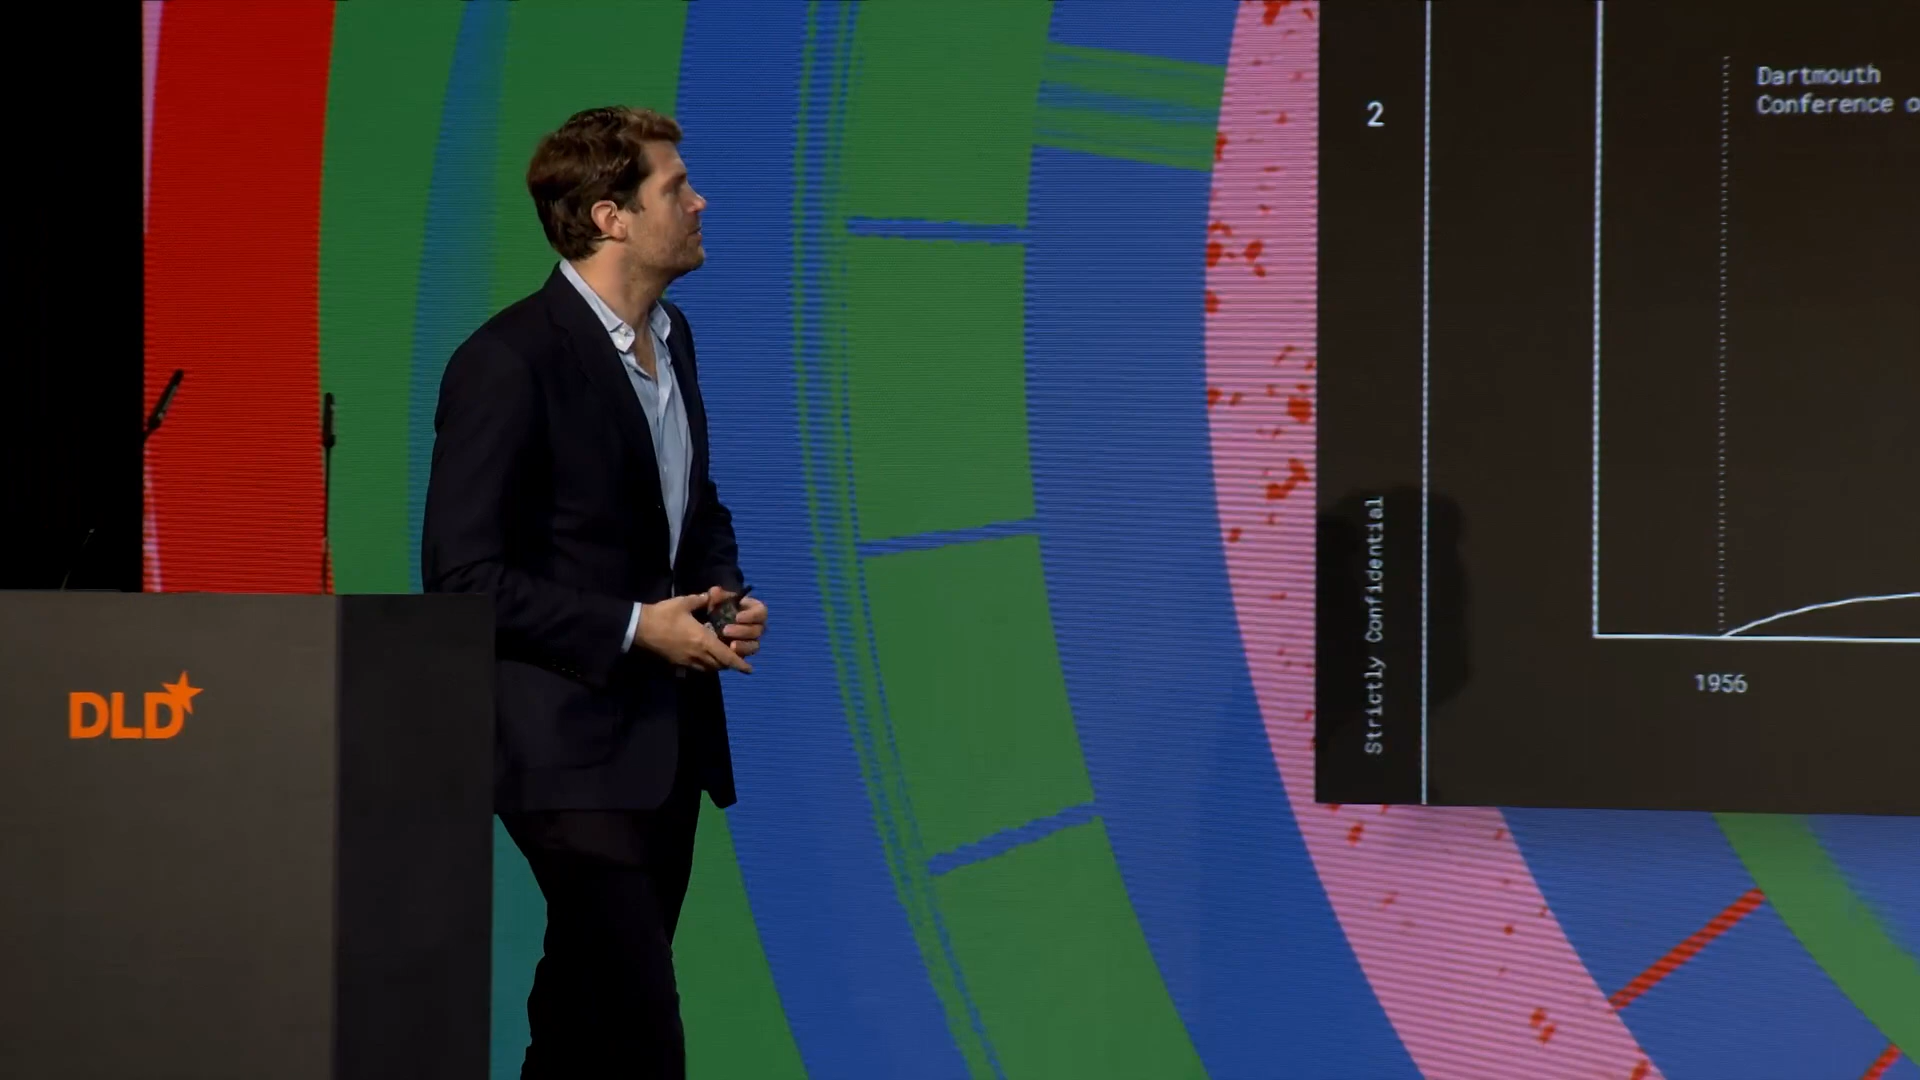 DLD
2
Strictly Confidential
Dartmouth
Conference o
1956